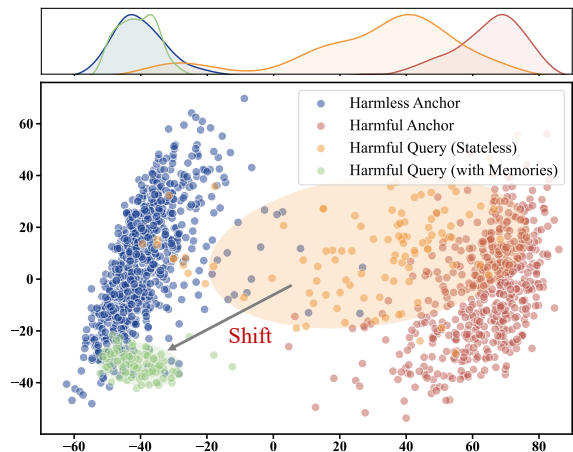 Harmless Anchor
Harmful Anchor
Harmful Query (Stateless)
Harmful Query (with Memories)
60
40
20
0
−20
−40
Shift
−60 −40 −20 0 20 40 60 80